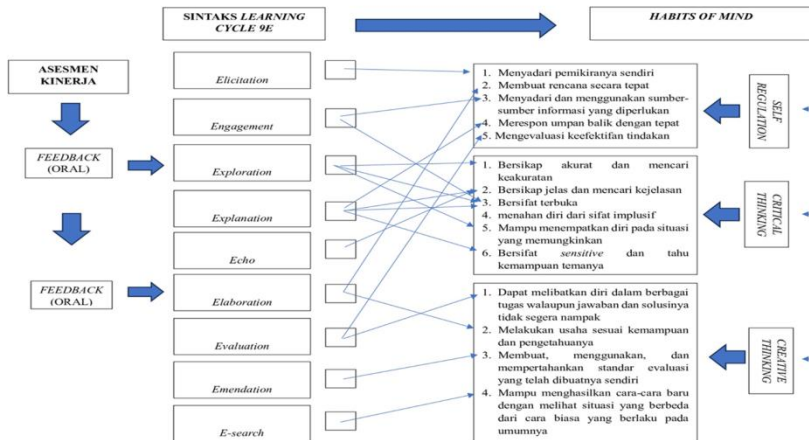 SINTAKS LEARNING
CYCLE 9E
HABITS OF MIND
ASESMEN
KINERJA
FEEDBACK
(ORAL)
FEEDBACK
(ORAL)
Elicitation
Engagement
Exploration
Explanation
Echo
Elaboration
Evaluation
Emendation
E-search
1. Menyadari pemikiranya sendiri
2. Membuat rencana secara tepat
3. Menyadari dan menggunakan sumber-
sumber informasi yang diperlukan
4. Merespon umpan balik dengan tepat
5. Mengevaluasi keefektifan tindakan
SELF
REGULATION
1. Bersikap akurat dan mencari
keakuratan
2. Bersikap jelas dan mencari kejelasan
3. Bersifat terbuka
4. menahan diri dari sifat implusif
5. Mampu menempatkan diri pada situasi
yang memungkinkan
6. Bersifat sensitive dan tahu
kemampuan temanya
CRITICAL
THINKING
1. Dapat melibatkan diri dalam berbagai
tugas walaupun jawaban dan solusinya
tidak segera nampak
2. Melakukan usaha sesuai kemampuan
dan pengetahuanya
3. Membuat, menggunakan, dan
mempertahankan standar evaluasi
yang telah dibuatnya sendiri
4. Mampu menghasilkan cara-cara baru
dengan melihat situasi yang berbeda
dari cara biasa yang berlaku pada
umumnya
CREATIVE
THINKING